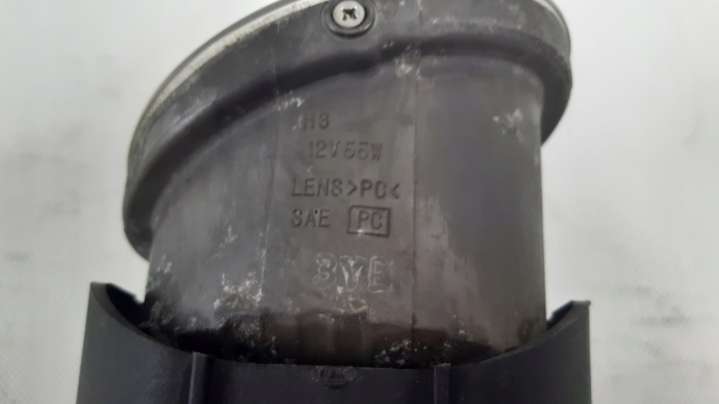 H8
12V55W
LENS>PC<
SAE PC